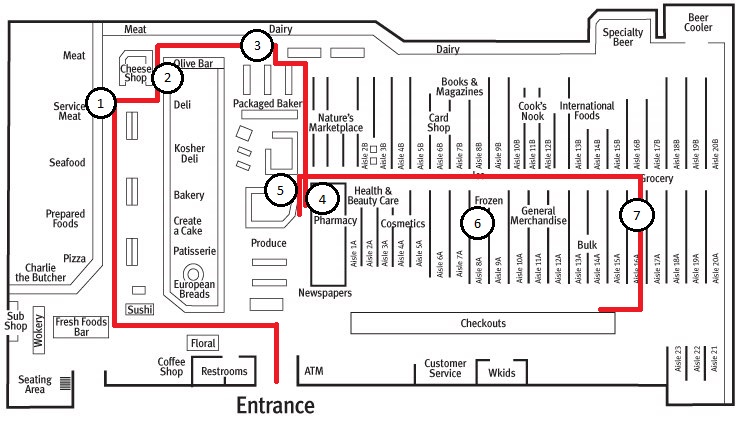 Meat
Dairy
Dairy
Specialty
Beer
Beer
Cooler
3
Meat
Cheese
Shop
2
Olive Bar
1
Service
Meat
Deli
Packaged Baker
Nature's
Marketplace
Books &
Magazines
Card
Shop
Cook's
Nook
International
Foods
Aisle 2B
Aisle 3B
Aisle 4B
Aisle 5B
Aisle 6B
Aisle 7B
Aisle 8B
Aisle 9B
Aisle 10B
Aisle 11B
Aisle 12B
Aisle 13B
Aisle 14B
Aisle 15B
Aisle 16B
Aisle 17B
Aisle 18B
Aisle 19B
Aisle 20B
Kosher
Deli
Seafood
Grocery
Bakery
5
4
Pharmacy
Health &
Beauty Care
Cosmetics
Frozen
6
General
Merchandise
Bulk
7
Prepared
Foods
Create
a Cake
Patisserie
Produce
Aisle 1A
Aisle 2A
Aisle 3A
Aisle 4A
Aisle 5A
Aisle 6A
Aisle 7A
Aisle 8A
Aisle 9A
Aisle 10A
Aisle 11A
Aisle 12A
Aisle 13A
Aisle 14A
Aisle 15A
Aisle 16A
Aisle 17A
Aisle 18A
Aisle 19A
Aisle 20A
Pizza
Charlie
the Butcher
European
Breads
Newspapers
Sub
Shop
Wokery
Fresh Foods
Bar
Sushi
Floral
Checkouts
Coffee
Shop
Restrooms
ATM
Customer
Service
Wkids
Aisle 23
Aisle 22
Aisle 21
Seating
Area
Entrance